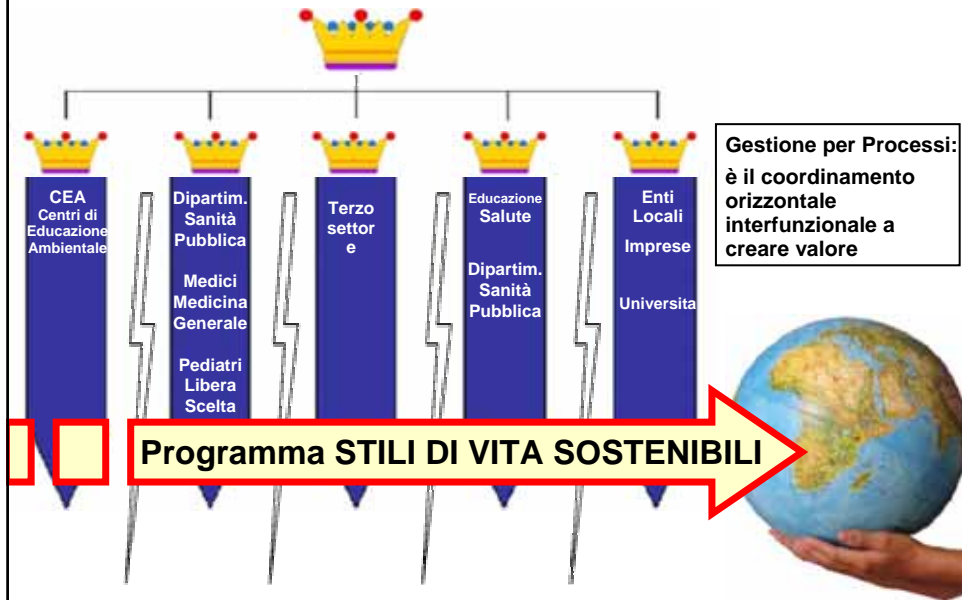 CEA
Centri di
Educazione
Ambientale
Dipartim.
Sanità
Pubblica
Medici
Medicina
Generale
Pediatri
Libera
Scelta
Terzo
settor
e
Educazione
Salute
Dipartim.
Sanità
Pubblica
Enti
Locali
Imprese
Universita
Gestione per Processi:
è il coordinamento
orizzontale
interfunzionale a
creare valore
Programma STILI DI VITA SOSTENIBILI